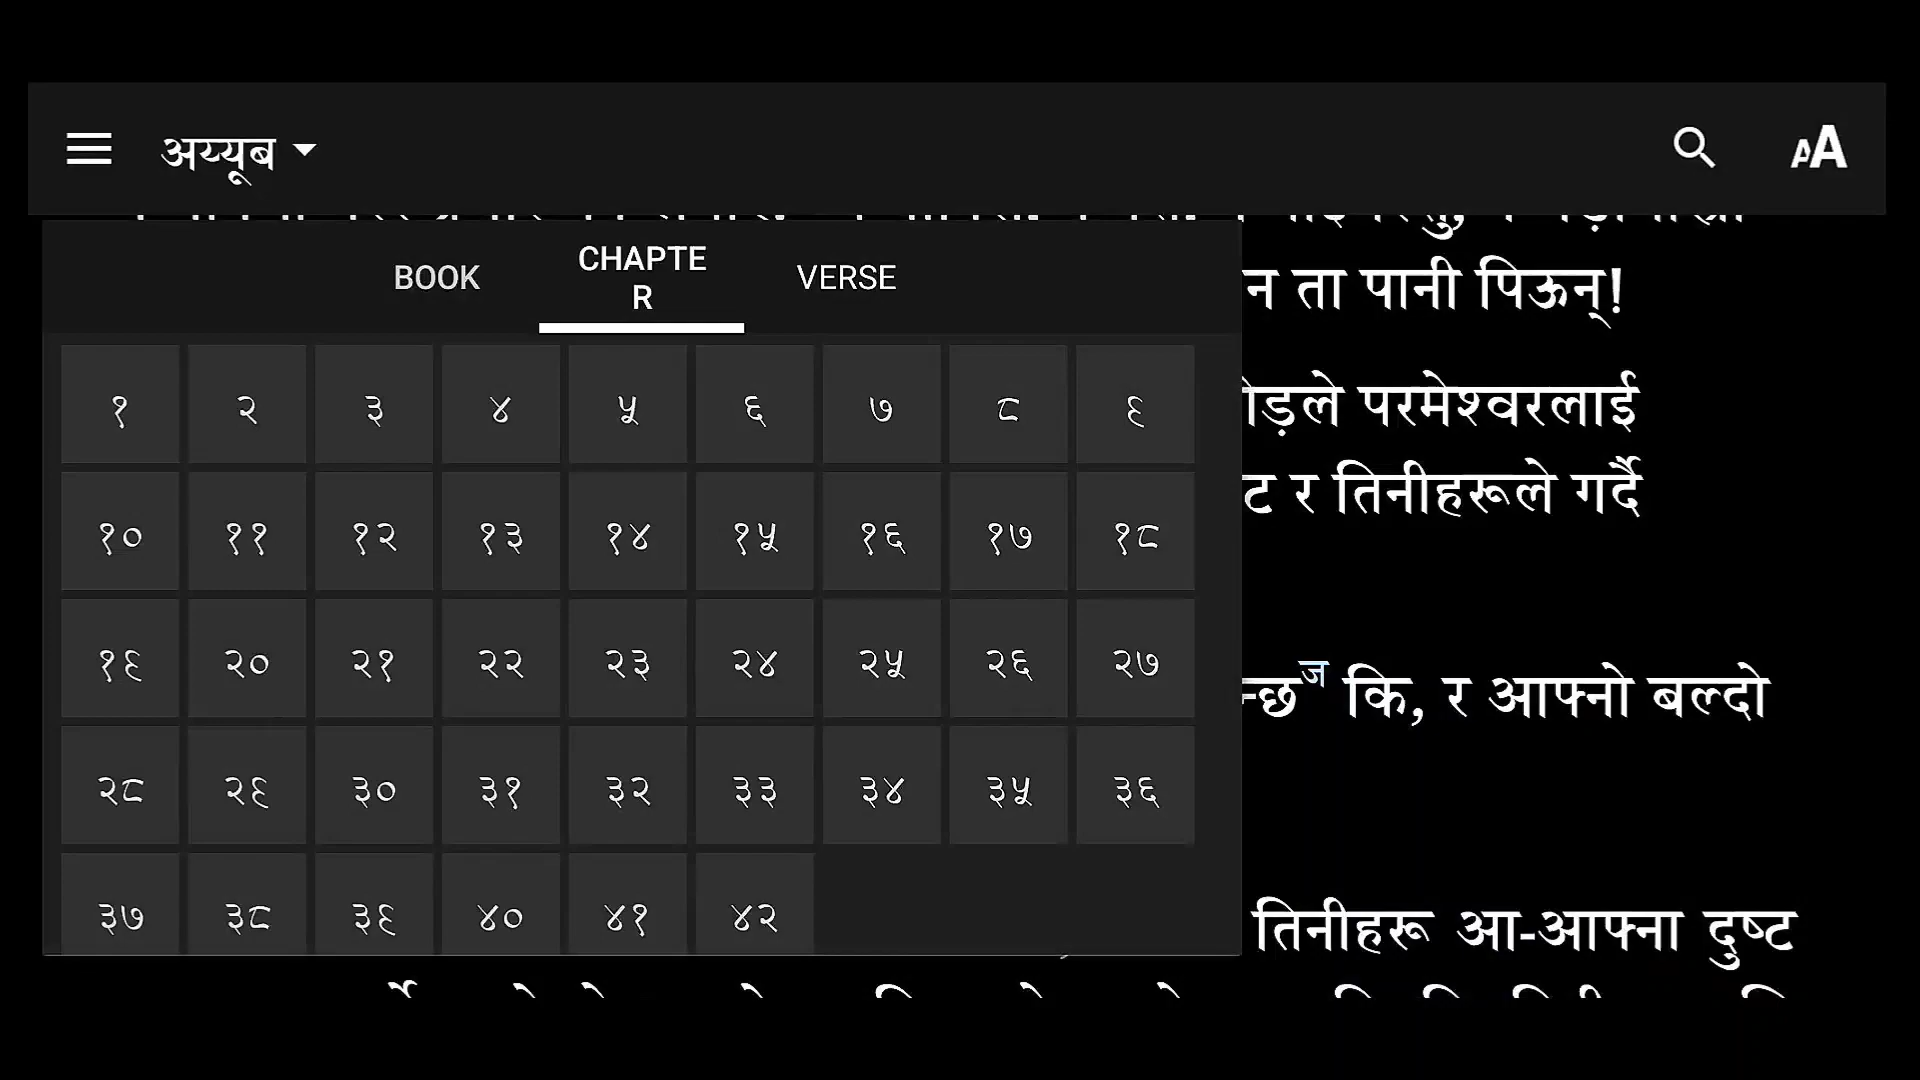 अय्यूब
BOOK
CHAPTE
R
VERSE
१ २ ३ ४ ५ ६ ७ ८ ९
१० ११ १२ १३ १४ १५ १६ १७ १८
१९ २० २१ २२ २३ २४ २५ २६ २७
२८ २९ ३० ३१ ३२ ३३ ३४ ३५ ३६
३७ ३८ ३९ ४० ४१ ४२
न ता पानी पिऊन्!
परमेश्वरलाई
र तिनीहरूले गर्दै
ज कि, र आफ्नो बल्दो
तिनीहरू आ-आफ्ना दुष्ट
AA